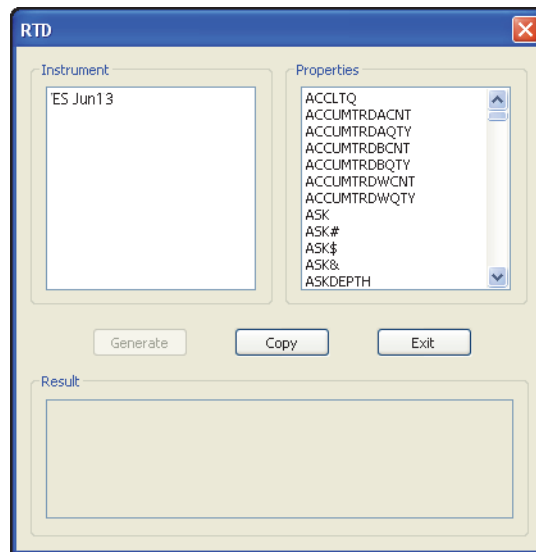 RTD
Instrument
'ES Jun13
Properties
ACCLTQ
ACCUMTRDACNT
ACCUMTRDAQTY
ACCUMTRDBCNT
ACCUMTRDBQTY
ACCUMTRDWCNT
ACCUMTRDWQTY
ASK
ASK#
ASK$
ASK&
ASKDEPTH
Generate
Copy
Exit
Result